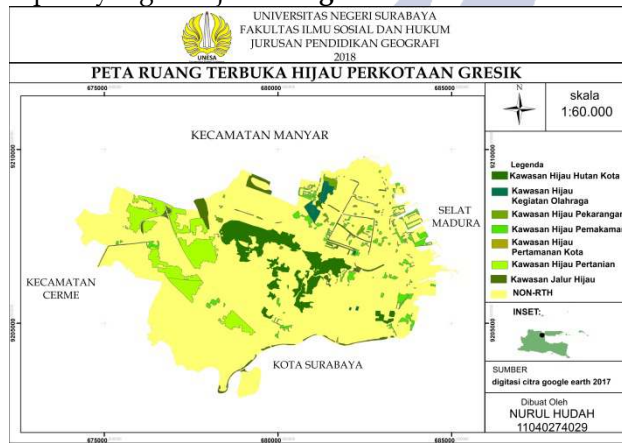 UNIVERSITAS NEGERI SURABAYA
FAKULTAS ILMU SOSIAL DAN HUKUM
JURUSAN PENDIDIKAN GEOGRAFI
2018
UNESA
PETA RUANG TERBUKA HIJAU PERKOTAAN GRESIK
675000
680000
685000
N
skala
1:60.000
KECAMATAN MANYAR
9210000
9210000
Legenda
Kawasan Hijau Hutan Kota
Kawasan Hijau
Kegiatan Olahraga
Kawasan Hijau Pekarangan
Kawasan Hijau Pemakaman
Kawasan Hijau
Pertamanan Kota
Kawasan Hijau Pertanian
Kawasan Jalur Hijau
NON-RTH
SELAT
MADURA
KECAMATAN
CERME
9205000
9205000
INSET:
KOTA SURABAYA
SUMBER
digitasi citra google earth 2017
Dibuat Oleh
NURUL HUDAH
11040274029
675000
680000
685000